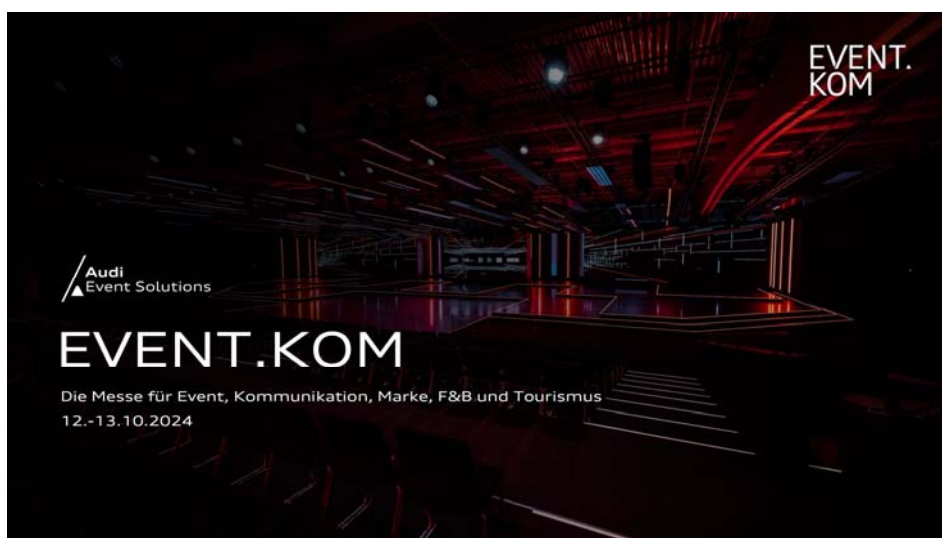 EVENT.
KOM
Audi
Event Solutions
EVENT.KOM
Die Messe für Event, Kommunikation, Marke, F&B und Tourismus
12.-13.10.2024